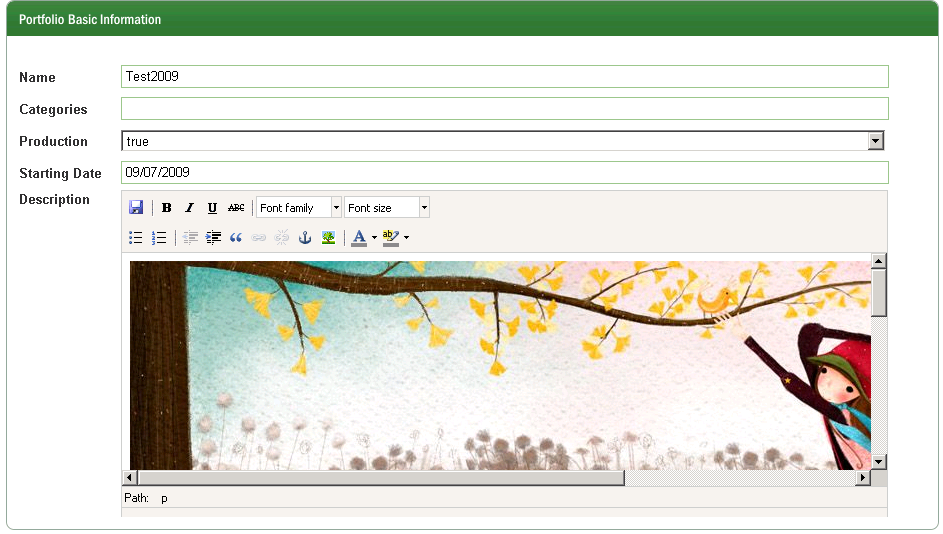 Portfolio Basic Information
Name Test2009
Categories
Production true
Starting Date 09/07/2009
Description
B I U ABC Font family Font size
A ab
Path: p